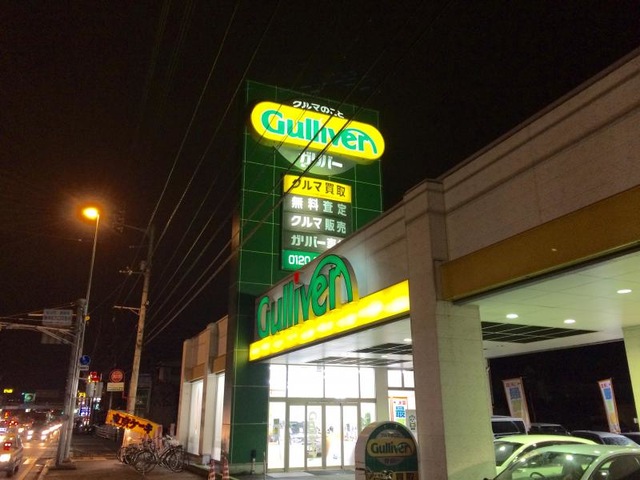 クルマのこと
Gulliver
ガリバー
クルマ買取
無料査定
クルマ販売
ガリバー
0120
Gulliver
Gulliver